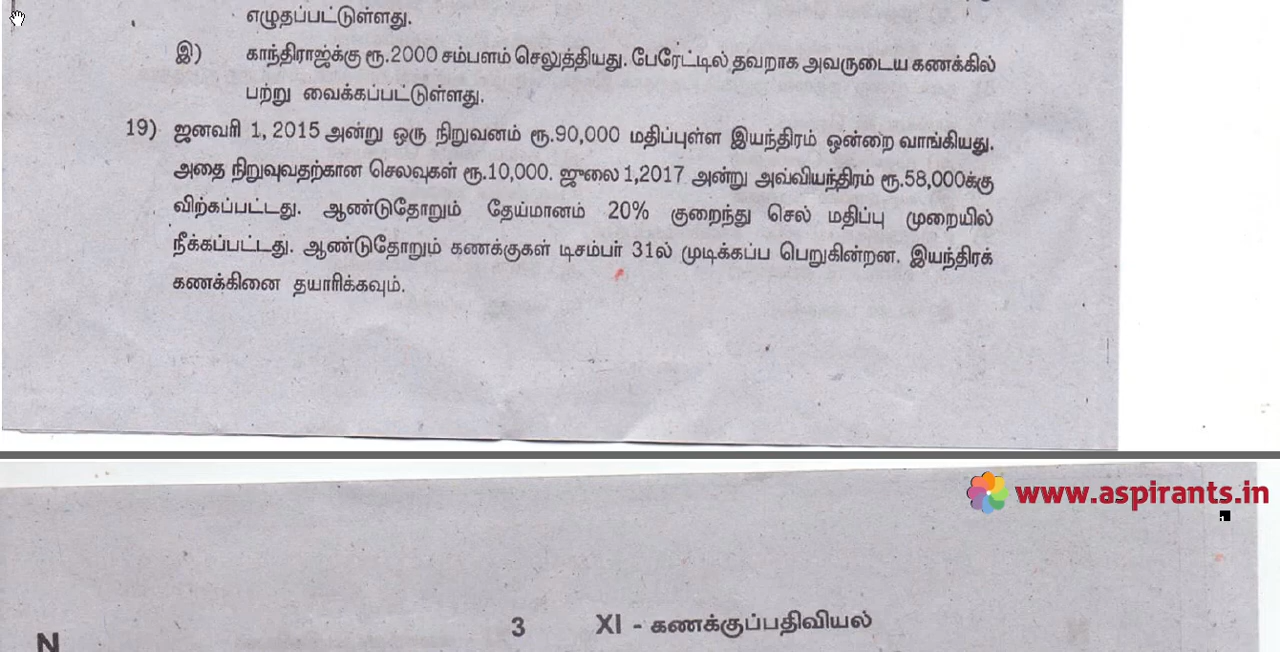 எழுதப்பட்டுள்ளது.
இ) காந்திராஜ்க்கு ரூ.2000 சம்பளம் செலுத்தியது. பேரேட்டில் தவறாக அவருடைய கணக்கில்
பற்று வைக்கப்பட்டுள்ளது.
19) ஜனவரி 1, 2015 அன்று ஒரு நிறுவனம் ரூ.90,000 மதிப்புள்ள இயந்திரம் ஒன்றை வாங்கியது.
அதை நிறுவுவதற்கான செலவுகள் ரூ.10,000. ஜுலை 1,2017 அன்று அவ்வியந்திரம் ரூ.58,000க்கு
விற்கப்பட்டது. ஆண்டுதோறும் தேய்மானம் 20% குறைந்து செல் மதிப்பு முறையில்
நீக்கப்பட்டது. ஆண்டுதோறும் கணக்குகள் டிசம்பர் 31ல் முடிக்கப்ப பெறுகின்றன. இயந்திரக்
கணக்கினை தயாரிக்கவும்.
www.aspirants.in
N 3 XI - கணக்குப்பதிவியல்